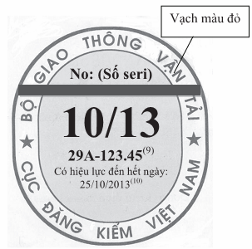 Vạch màu đỏ
BỘ GIAO THÔNG VẬN TẢI
No: (Số seri)
10/13
29A-123.45(9)
Có hiệu lực đến hết ngày:
25/10/2013(10)
★ CỤC ĐĂNG KIỂM VIỆT NAM ★